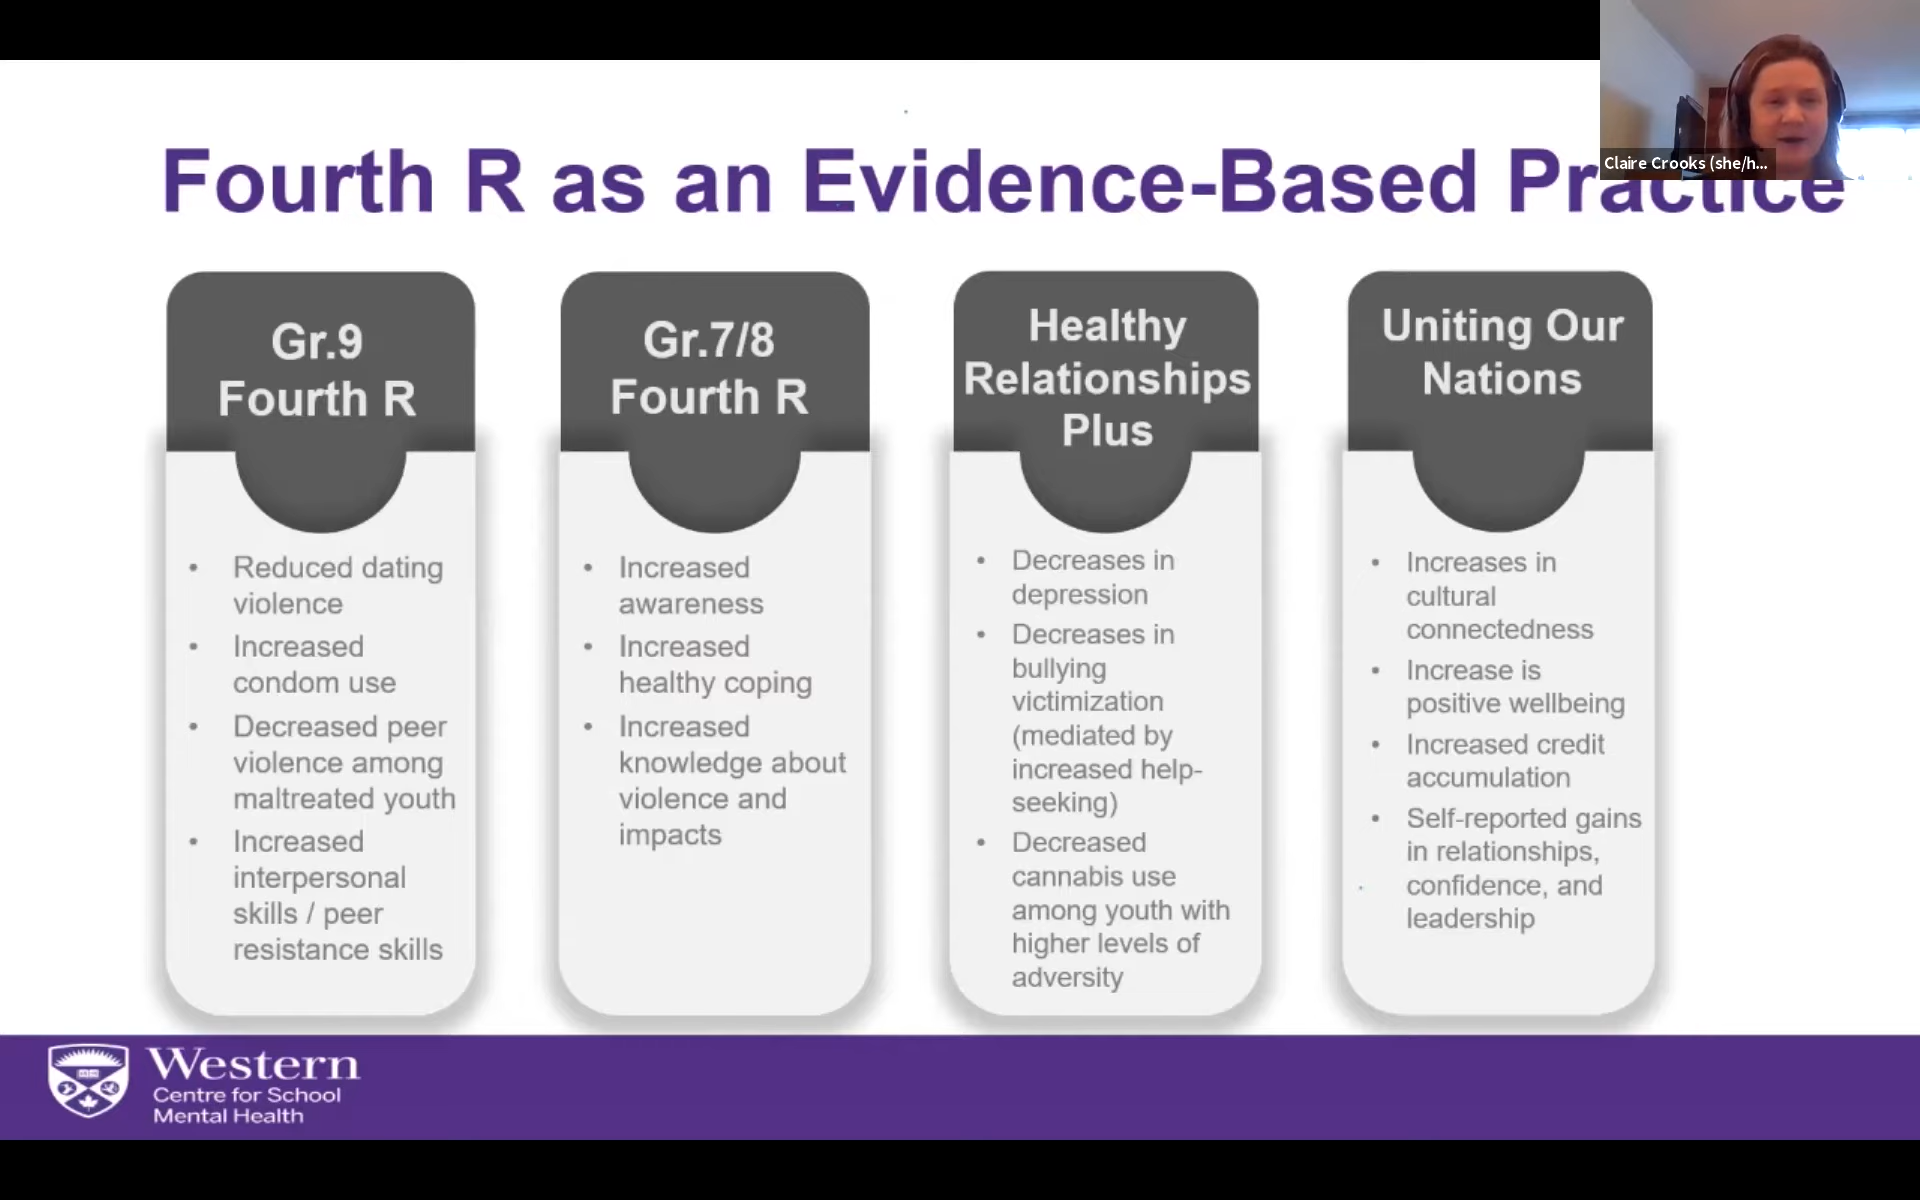 Claire Crooks (she/h...
Fourth R as an Evidence-Based Practice
Gr.9
Fourth R
Reduced dating
violence
Increased
condom use
Decreased peer
violence among
maltreated youth
Increased
interpersonal
skills / peer
resistance skills
Gr.7/8
Fourth R
Increased
awareness
Increased
healthy coping
Increased
knowledge about
violence and
impacts
Healthy
Relationships
Plus
Decreases in
depression
Decreases in
bullying
victimization
(mediated by
increased help-
seeking)
Decreased
cannabis use
among youth with
higher levels of
adversity
Uniting Our
Nations
Increases in
cultural
connectedness
Increase is
positive wellbeing
Increased credit
accumulation
Self-reported gains
in relationships,
confidence, and
leadership
Western
Centre for School
Mental Health